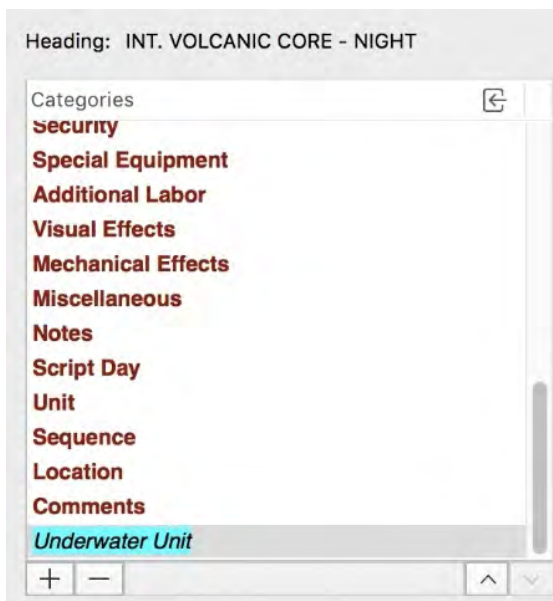 Heading: INT. VOLCANIC CORE - NIGHT
Categories
Security
Special Equipment
Additional Labor
Visual Effects
Mechanical Effects
Miscellaneous
Notes
Script Day
Unit
Sequence
Location
Comments
Underwater Unit